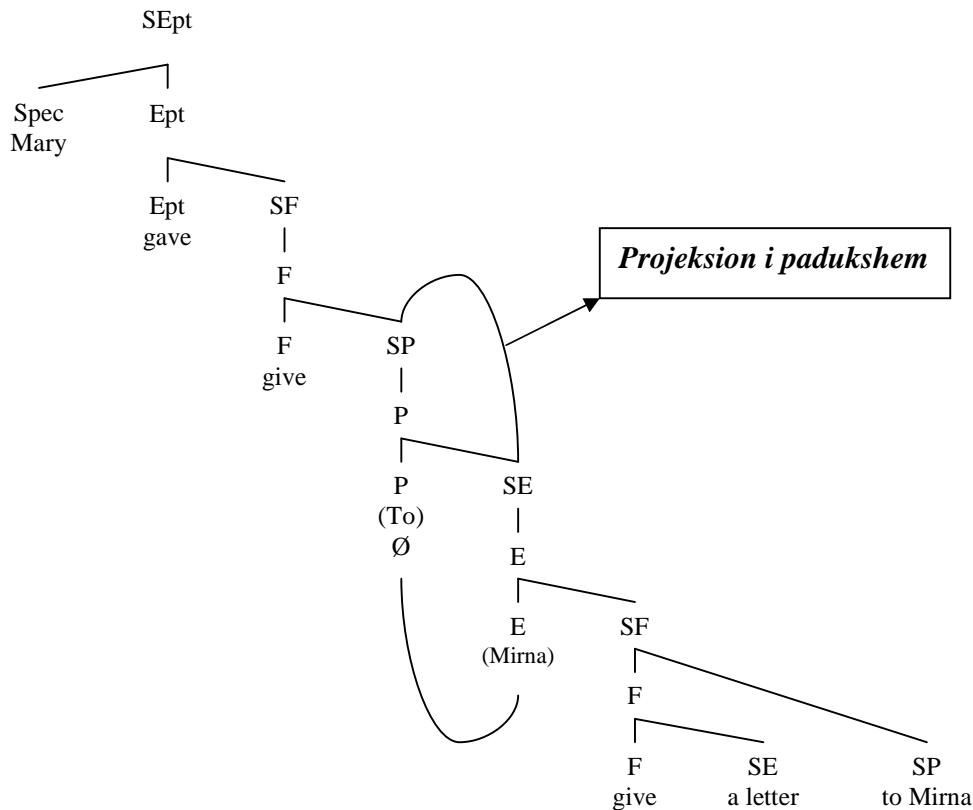 SEpt
Spec Ept
Mary
Ept SF
gave
Projeksion i padukshem
F
F SP
give
P
P SE
(To)
Ø
E
E SF
(Mirna)
F
F SE SP
give a letter to Mirna